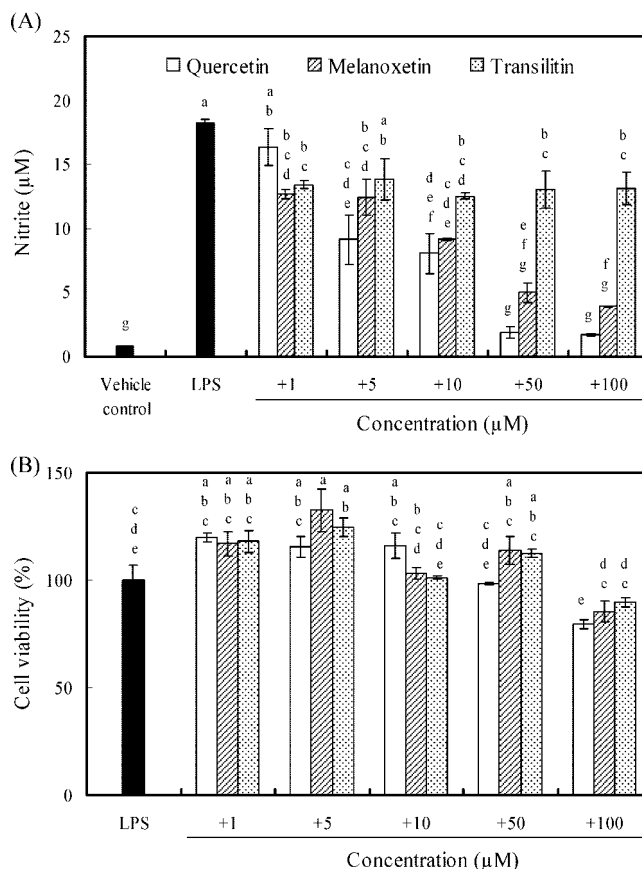 (A)
25
20
15
10
5
0
Nitrite (µM)
Quercetin Melanoxetin Transilitin
g
a
a
b
b
c
d
b
c
c
d
e
b
c
d
a
b
d
e
f
c
d
e
b
c
d
g
e
f
g
b
c
g
f
g
b
c
Vehicle
control
LPS
+1 +5 +10 +50 +100
Concentration (µM)
(B)
150
100
50
0
Cell viability (%)
c
d
e
a
b
c
a
b
c
a
b
c
a
b
c
a
a
b
a
b
c
b
c
d
c
d
e
c
d
e
a
b
c
a
b
c
e
d
c
d
c
LPS +1 +5 +10 +50 +100
Concentration (µM)